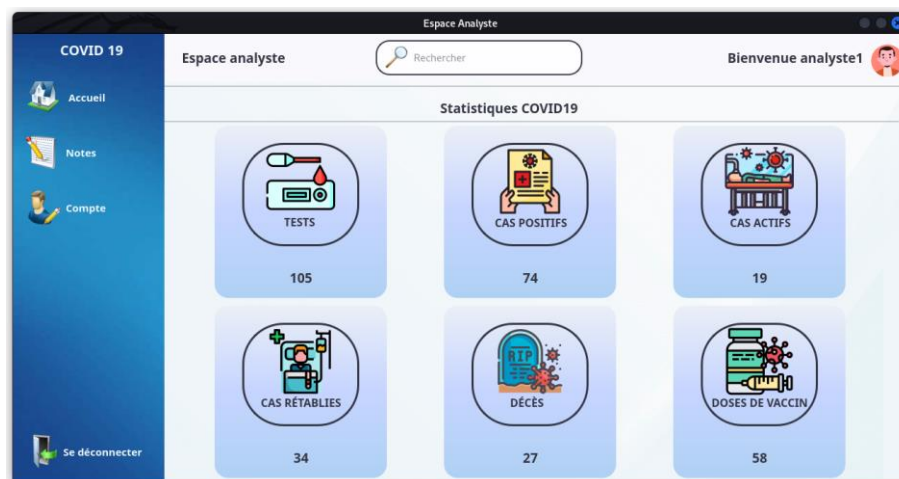 Espace Analyste
COVID 19
Espace analyste
Rechercher
Bienvenue analyste1
Accueil
Notes
Compte
Se déconnecter
Statistiques COVID19
TESTS
105
CAS POSITIFS
74
CAS ACTIFS
19
CAS RÉTABLIES
34
RIP
DÉCÈS
27
DOSES DE VACCIN
58